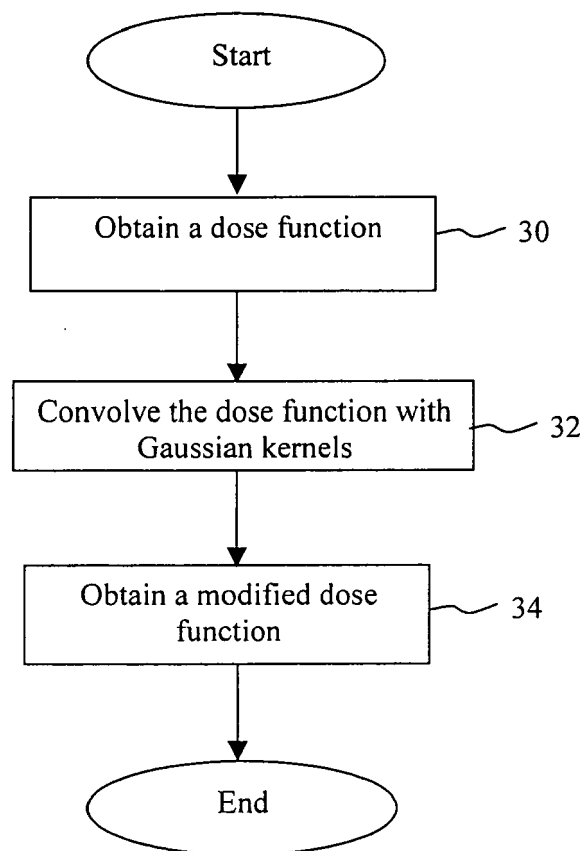 Start
Obtain a dose function
30
Convolve the dose function with
Gaussian kernels
32
Obtain a modified dose
function
34
End